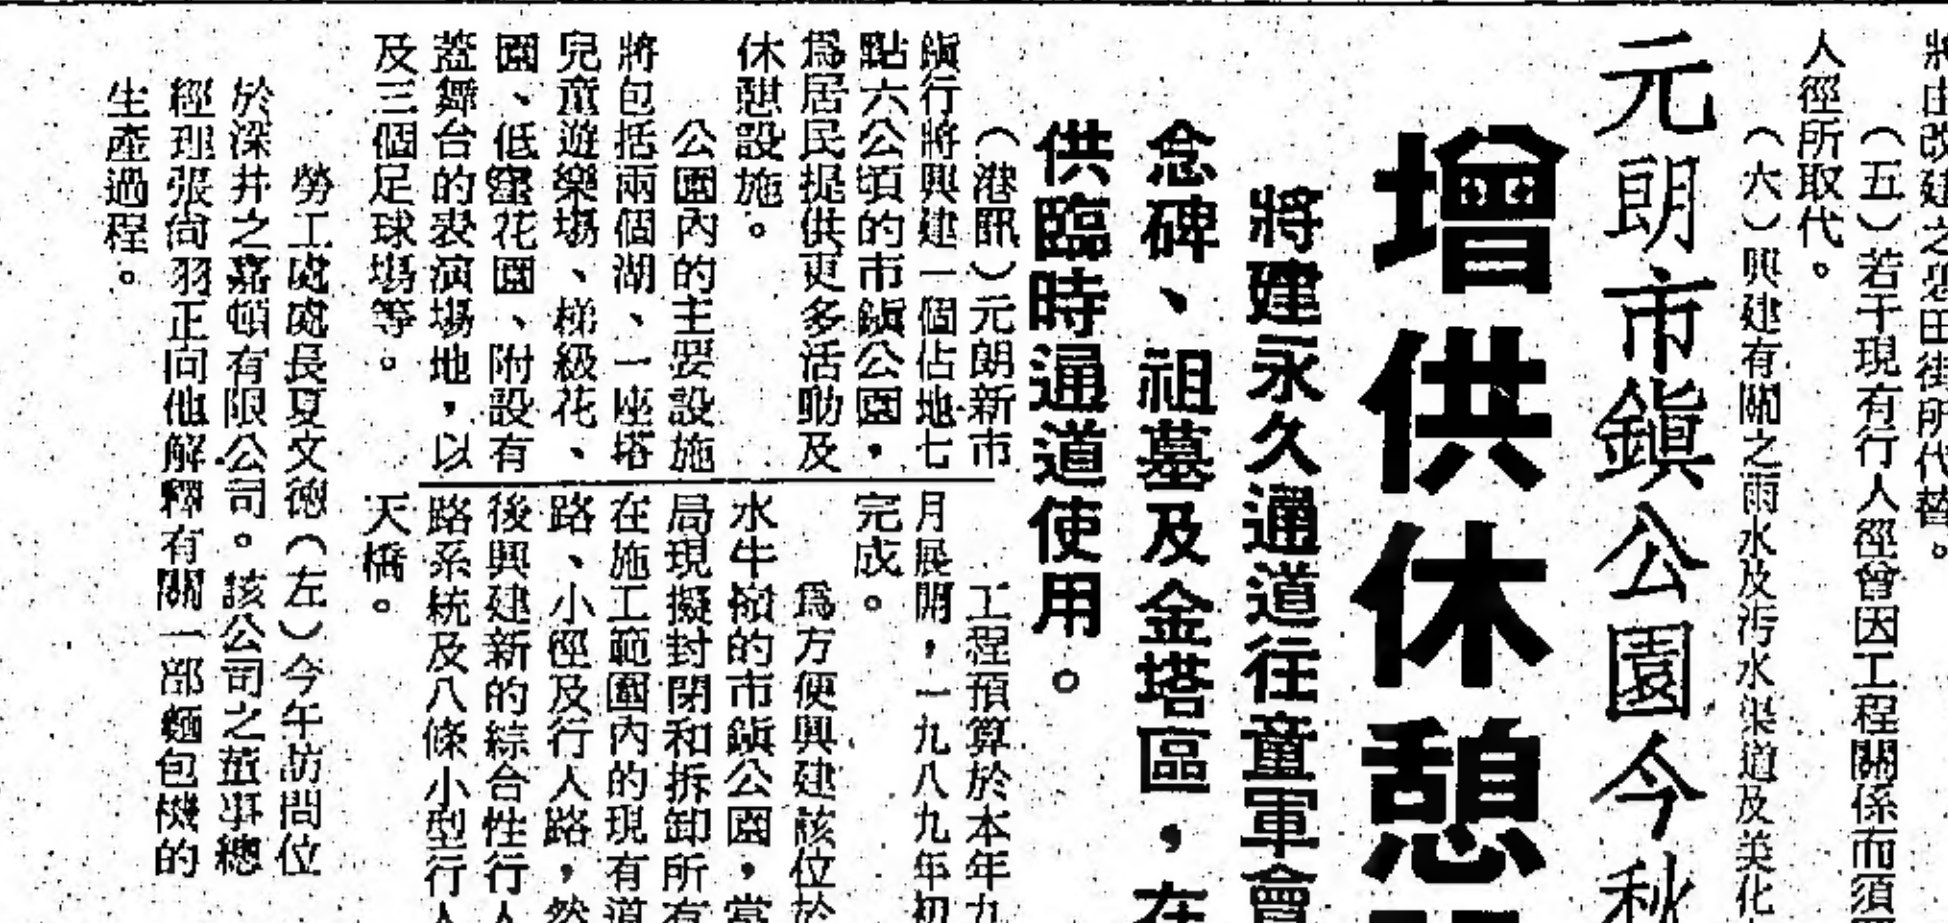 將由改建之惠田街所代替。
（五）若干現有行人徑曾因工程關係而須
人徑所取代。
（六）興建有關之雨水及污水渠道及美化
元朗市鎮公園今秋
增供休憩
將建永久通道往童軍會
念碑、祖墓及金塔區，在
供臨時通道使用。
（港訊）元朗新市
鎮行將興建一個佔地七
點六公頃的市鎮公園，
爲居民提供更多活動及
休憩設施。
公園內的主要設施
將包括兩個湖、一座塔
兒童遊樂場、梯級花、
園、低窪花園、附設有
蓋舞台的表演場地，以
及三個足球場等。
工程預算於本年九
月展開，一九八九年初
完成。
爲方便興建該位於
水牛嶺的市鎮公園，當
局現擬封閉和拆卸所有
在施工範圍內的現有道
路、小徑及行人路，然
後興建新的綜合性行人
路系統及八條小型行人
天橋。
勞工處處長夏文德（左）今午訪問位
於深井之嘉頓有限公司。該公司之董事總
經理張尙羽正向他解釋有關一部麵包機的
生產過程。